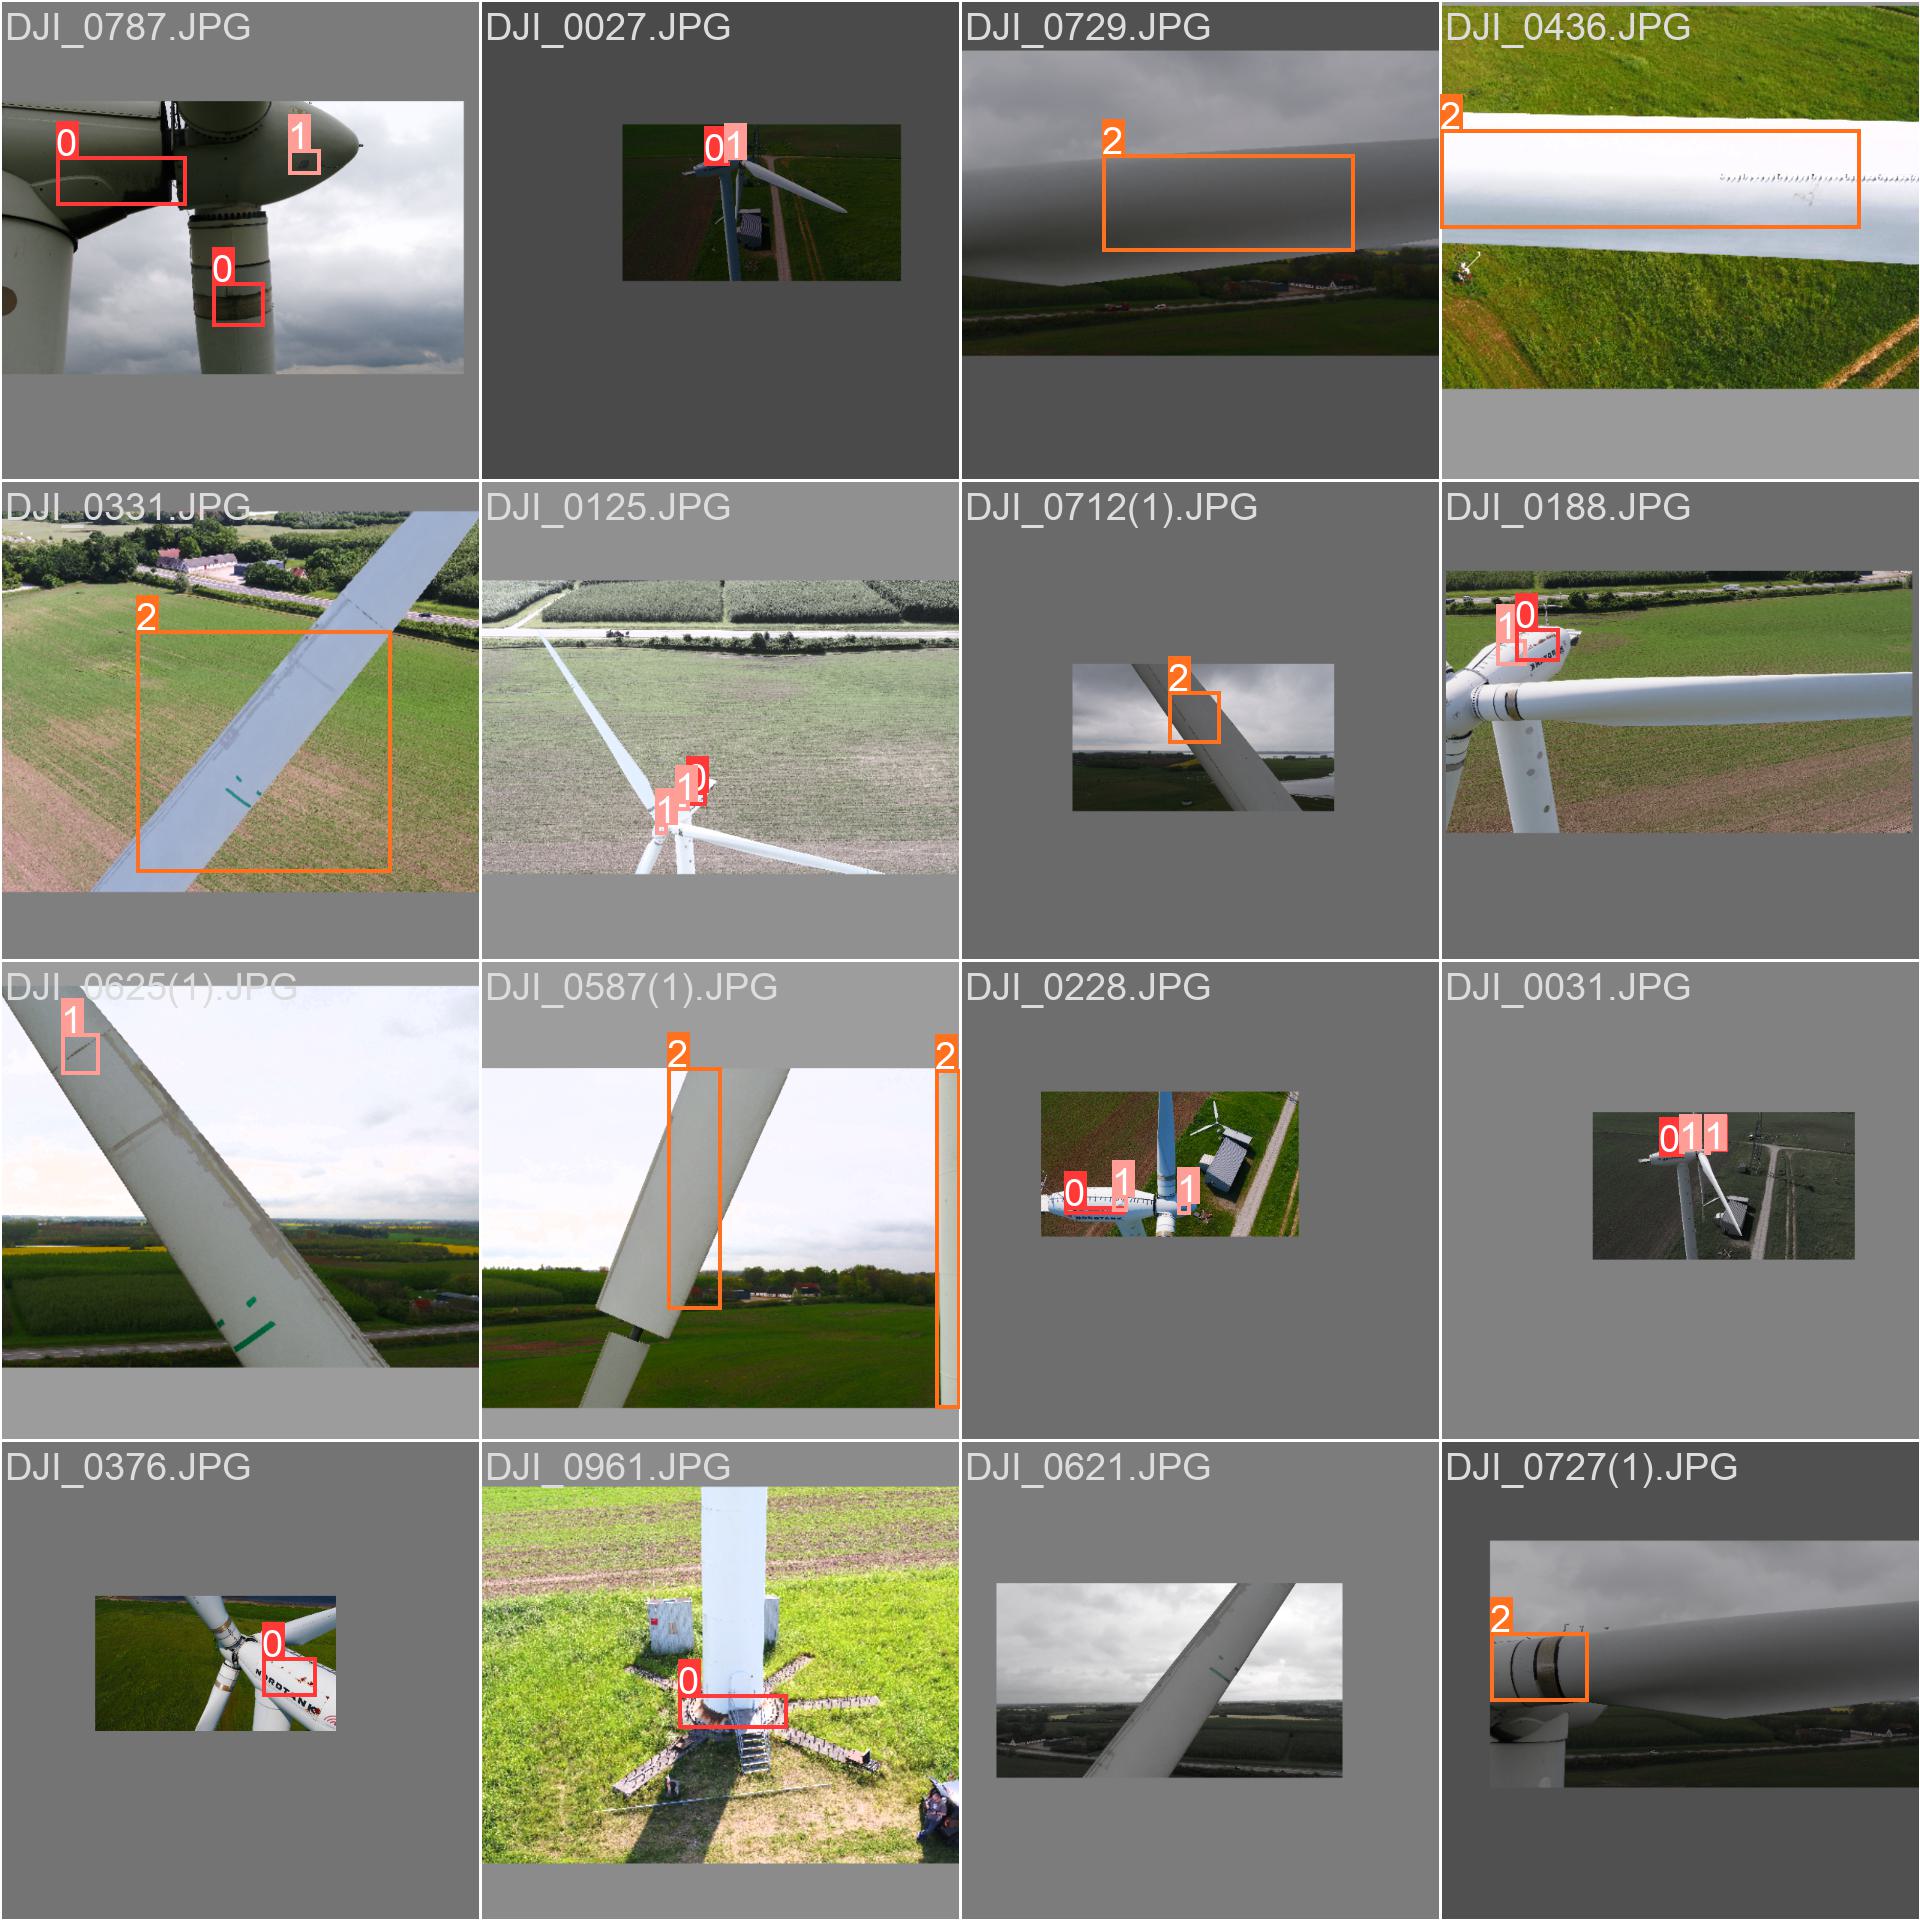 DJI_0787.JPG
0
1
0
DJI_0027.JPG
0 1
DJI_0729.JPG
2
DJI_0436.JPG
2
DJI_0331.JPG
2
DJI_0125.JPG
1 1 0
DJI_0712(1).JPG
2
DJI_0188.JPG
1 0
DJI_0625(1).JPG
1
DJI_0587(1).JPG
2
2
DJI_0228.JPG
0
1
1
NORDTANK
DJI_0031.JPG
0 1 1
DJI_0376.JPG
0
NORDTANK
DJI_0961.JPG
0
DJI_0621.JPG
DJI_0727(1).JPG
2